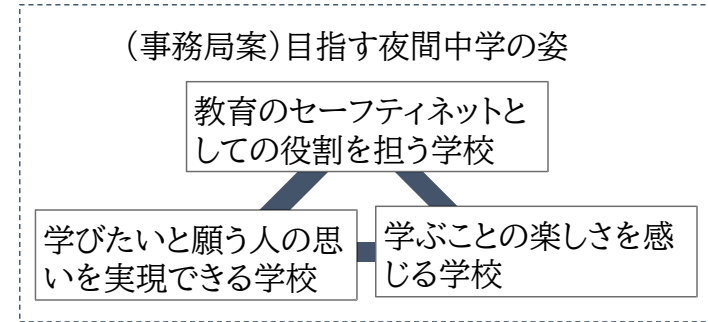 （事務局案）目指す夜間中学の姿
教育のセーフティネットと
しての役割を担う学校
学びたいと願う人の思
いを実現できる学校
学ぶことの楽しさを感
じる学校